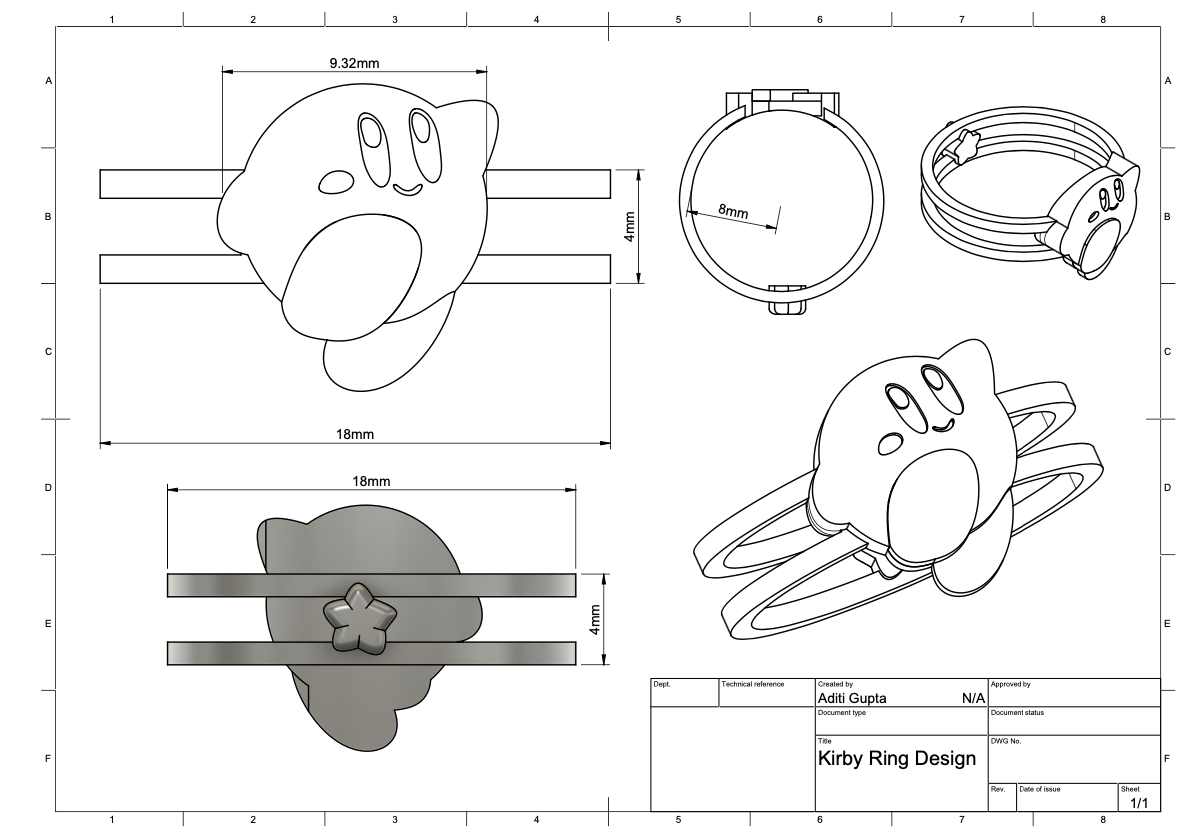 1 2 3 4 5 6 7 8
A A
9.32mm
B B
4mm
8mm
C C
18mm
D D
18mm
E E
4mm
Dept. Technical reference Created by Approved by
Aditi Gupta N/A
Document type Document status
Title DWG No.
Kirby Ring Design
F F
Rev. Date of issue Sheet
1/1
1 2 3 4 5 6 7 8